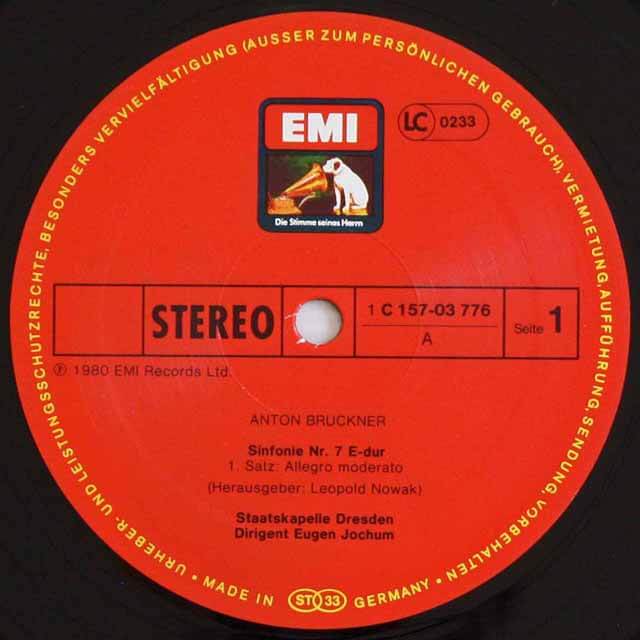 URHEBER- UND LEISTUNGSSCHUTZRECHTE, BESONDERS VERVIELFÄLTIGUNG (AUSSER ZUM PERSÖNLICHEN GEBRAUCH), VERMIETUNG, AUFFÜHRUNG, SENDUNG, VORBEHALTEN
EMI
LC 0233
Die Stimme seines Herrn
STEREO
1 C 157-03 776
A
Seite 1
℗ 1980 EMI Records Ltd.
ANTON BRUCKNER
Sinfonie Nr. 7 E-dur
1. Satz: Allegro moderato
(Herausgeber: Leopold Nowak)
Staatskapelle Dresden
Dirigent Eugen Jochum
• MADE IN ST 33 GERMANY •